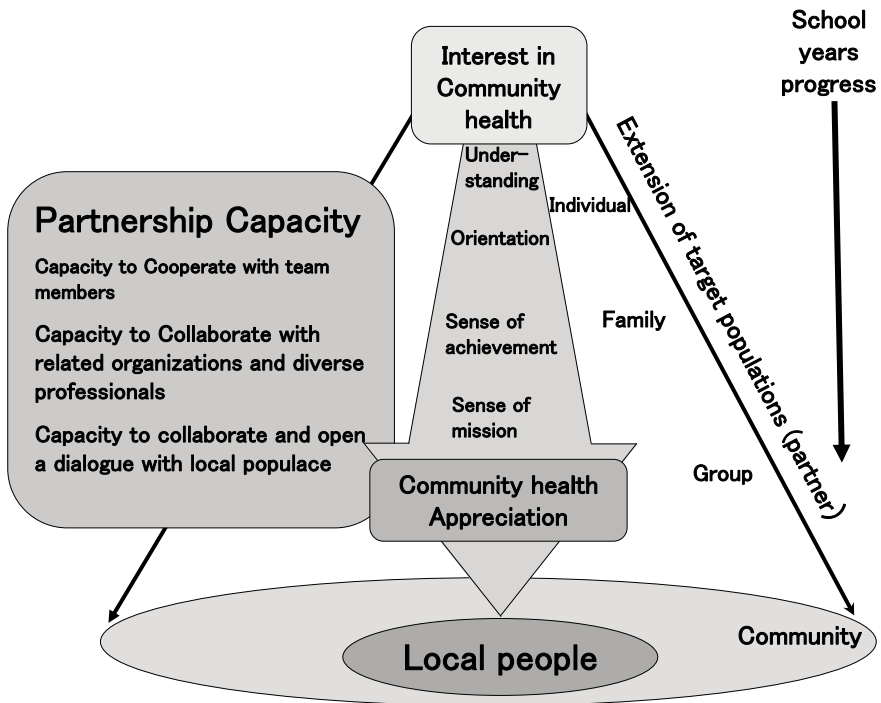 School
years
progress
Interest in
Community
health
Under-
standing
Individual
Orientation
Extension of target populations (partner)
Partnership Capacity
Capacity to Cooperate with team
members
Capacity to Collaborate with
related organizations and diverse
professionals
Capacity to collaborate and open
a dialogue with local populace
Sense of
achievement
Family
Sense of
mission
Group
Community health
Appreciation
Community
Local people